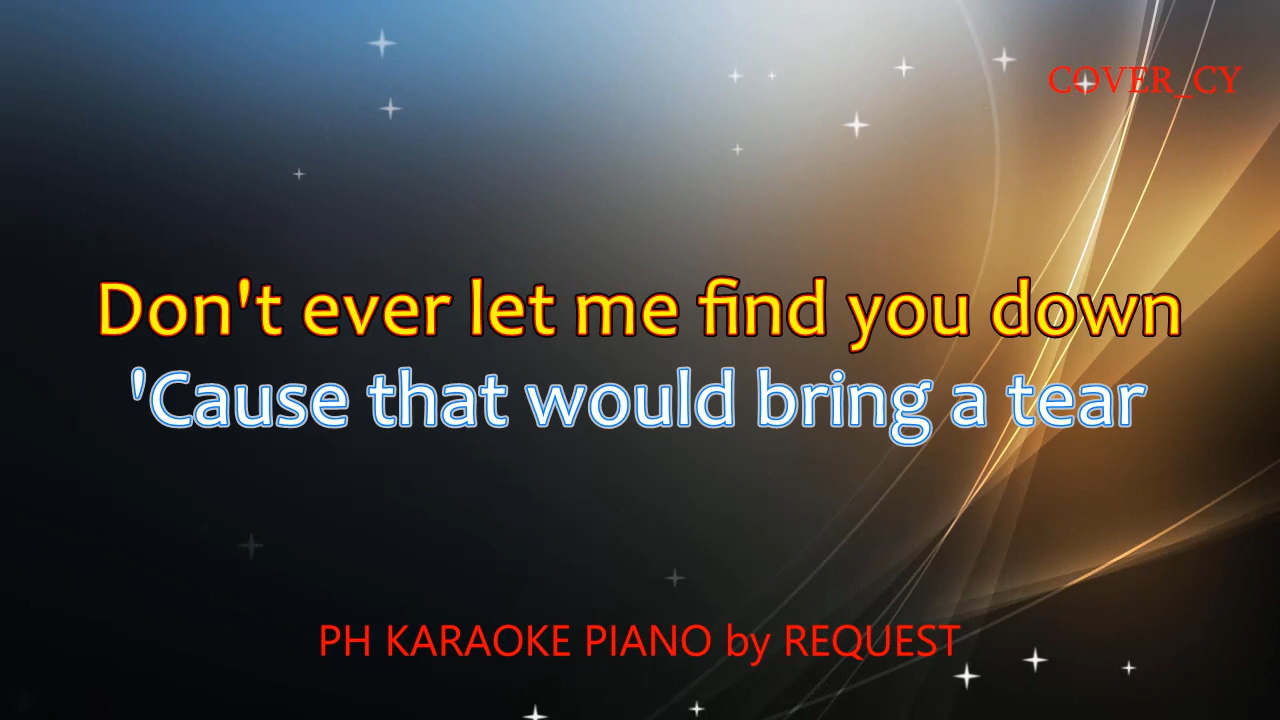 COVER_CY
Don't ever let me find you down
'Cause that would bring a tear
PH KARAOKE PIANO by REQUEST